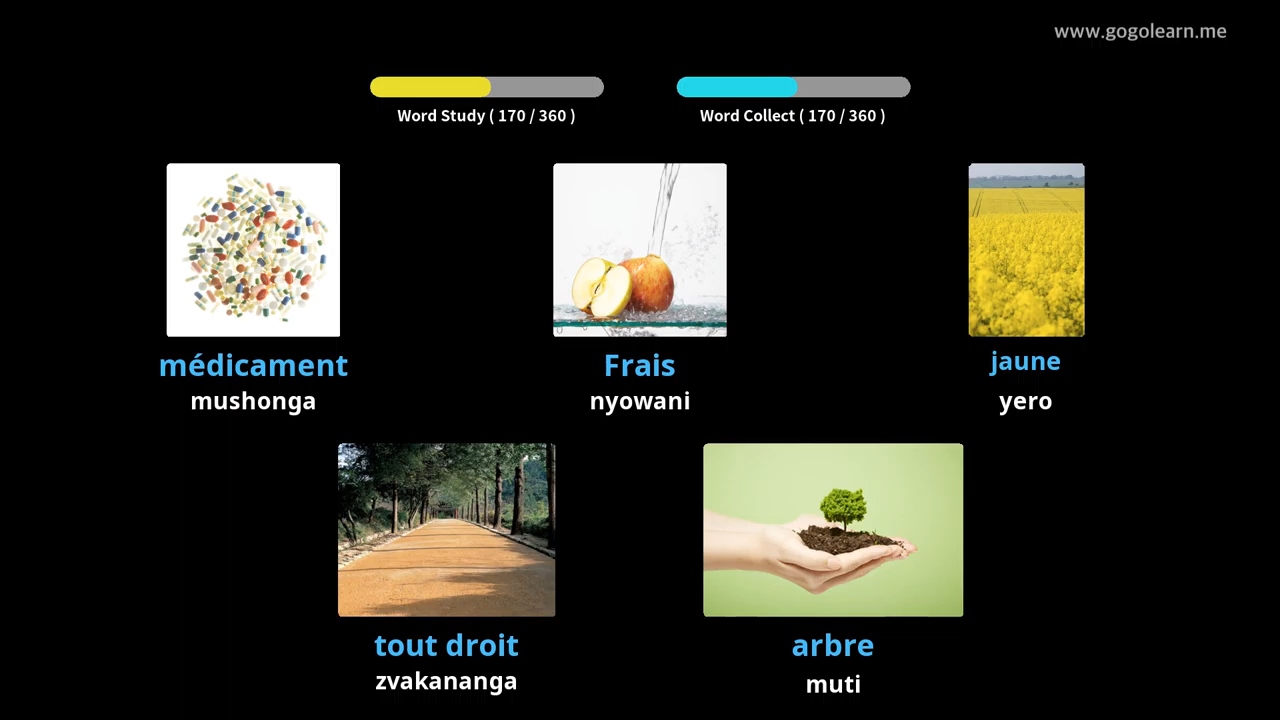 www.gogolearn.me
Word Study ( 170 / 360 )
Word Collect ( 170 / 360 )
médicament
mushonga
Frais
nyowani
jaune
yero
tout droit
zvakananga
arbre
muti